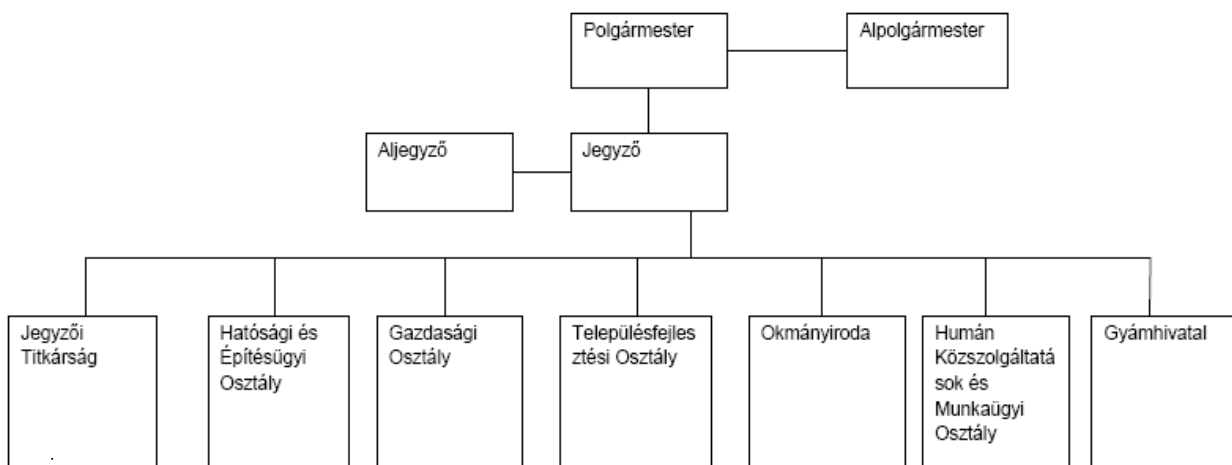 Polgármester
Alpolgármester
Aljegyző
Jegyző
Jegyzői
Titkárság
Hatósági és
Építésügyi
Osztály
Gazdasági
Osztály
Településfejles
ztési Osztály
Okmányiroda
Humán
Közszolgáltatá
sok és
Munkaügyi
Osztály
Gyámhivatal